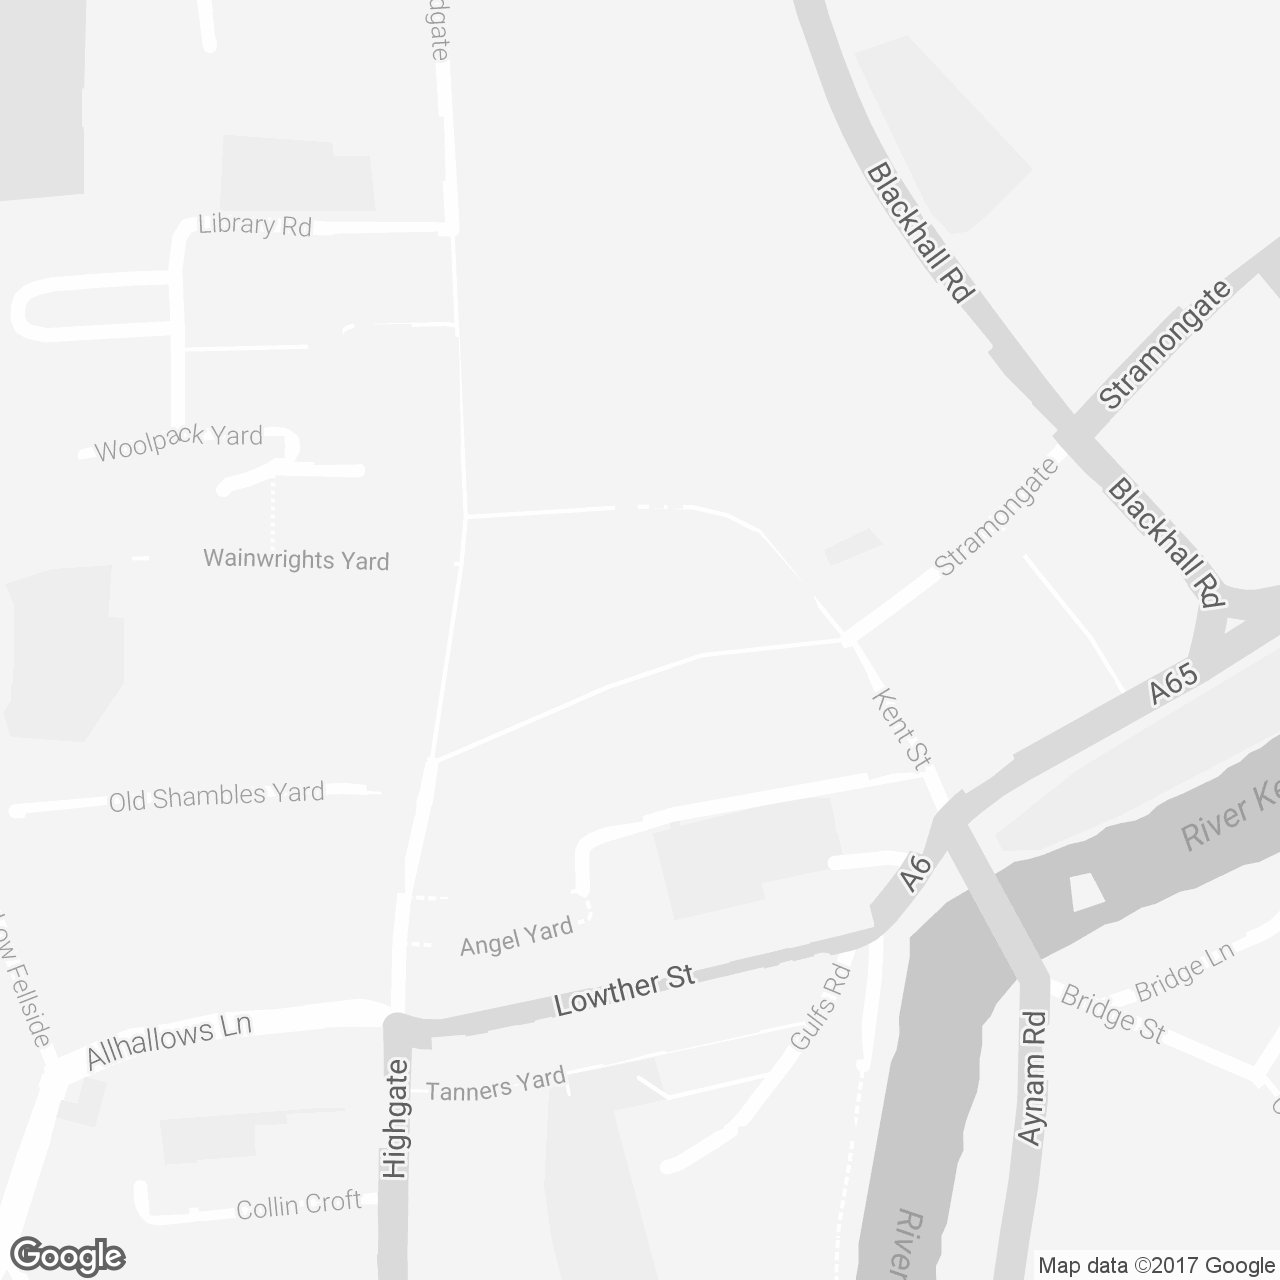 dgate
Library Rd
Blackhall Rd
Stramongate
Woolpack Yard
Stramongate
Blackhall Rd
Wainwrights Yard
A65
Kent St
Old Shambles Yard
River Ke
A6
Angel Yard
Low Fellside
Lowther St
Bridge Ln
Gulfs Rd
Bridge St
Allhallows Ln
Tanners Yard
Highgate
Aynam Rd
Collin Croft
River
Google
Map data ©2017 Google